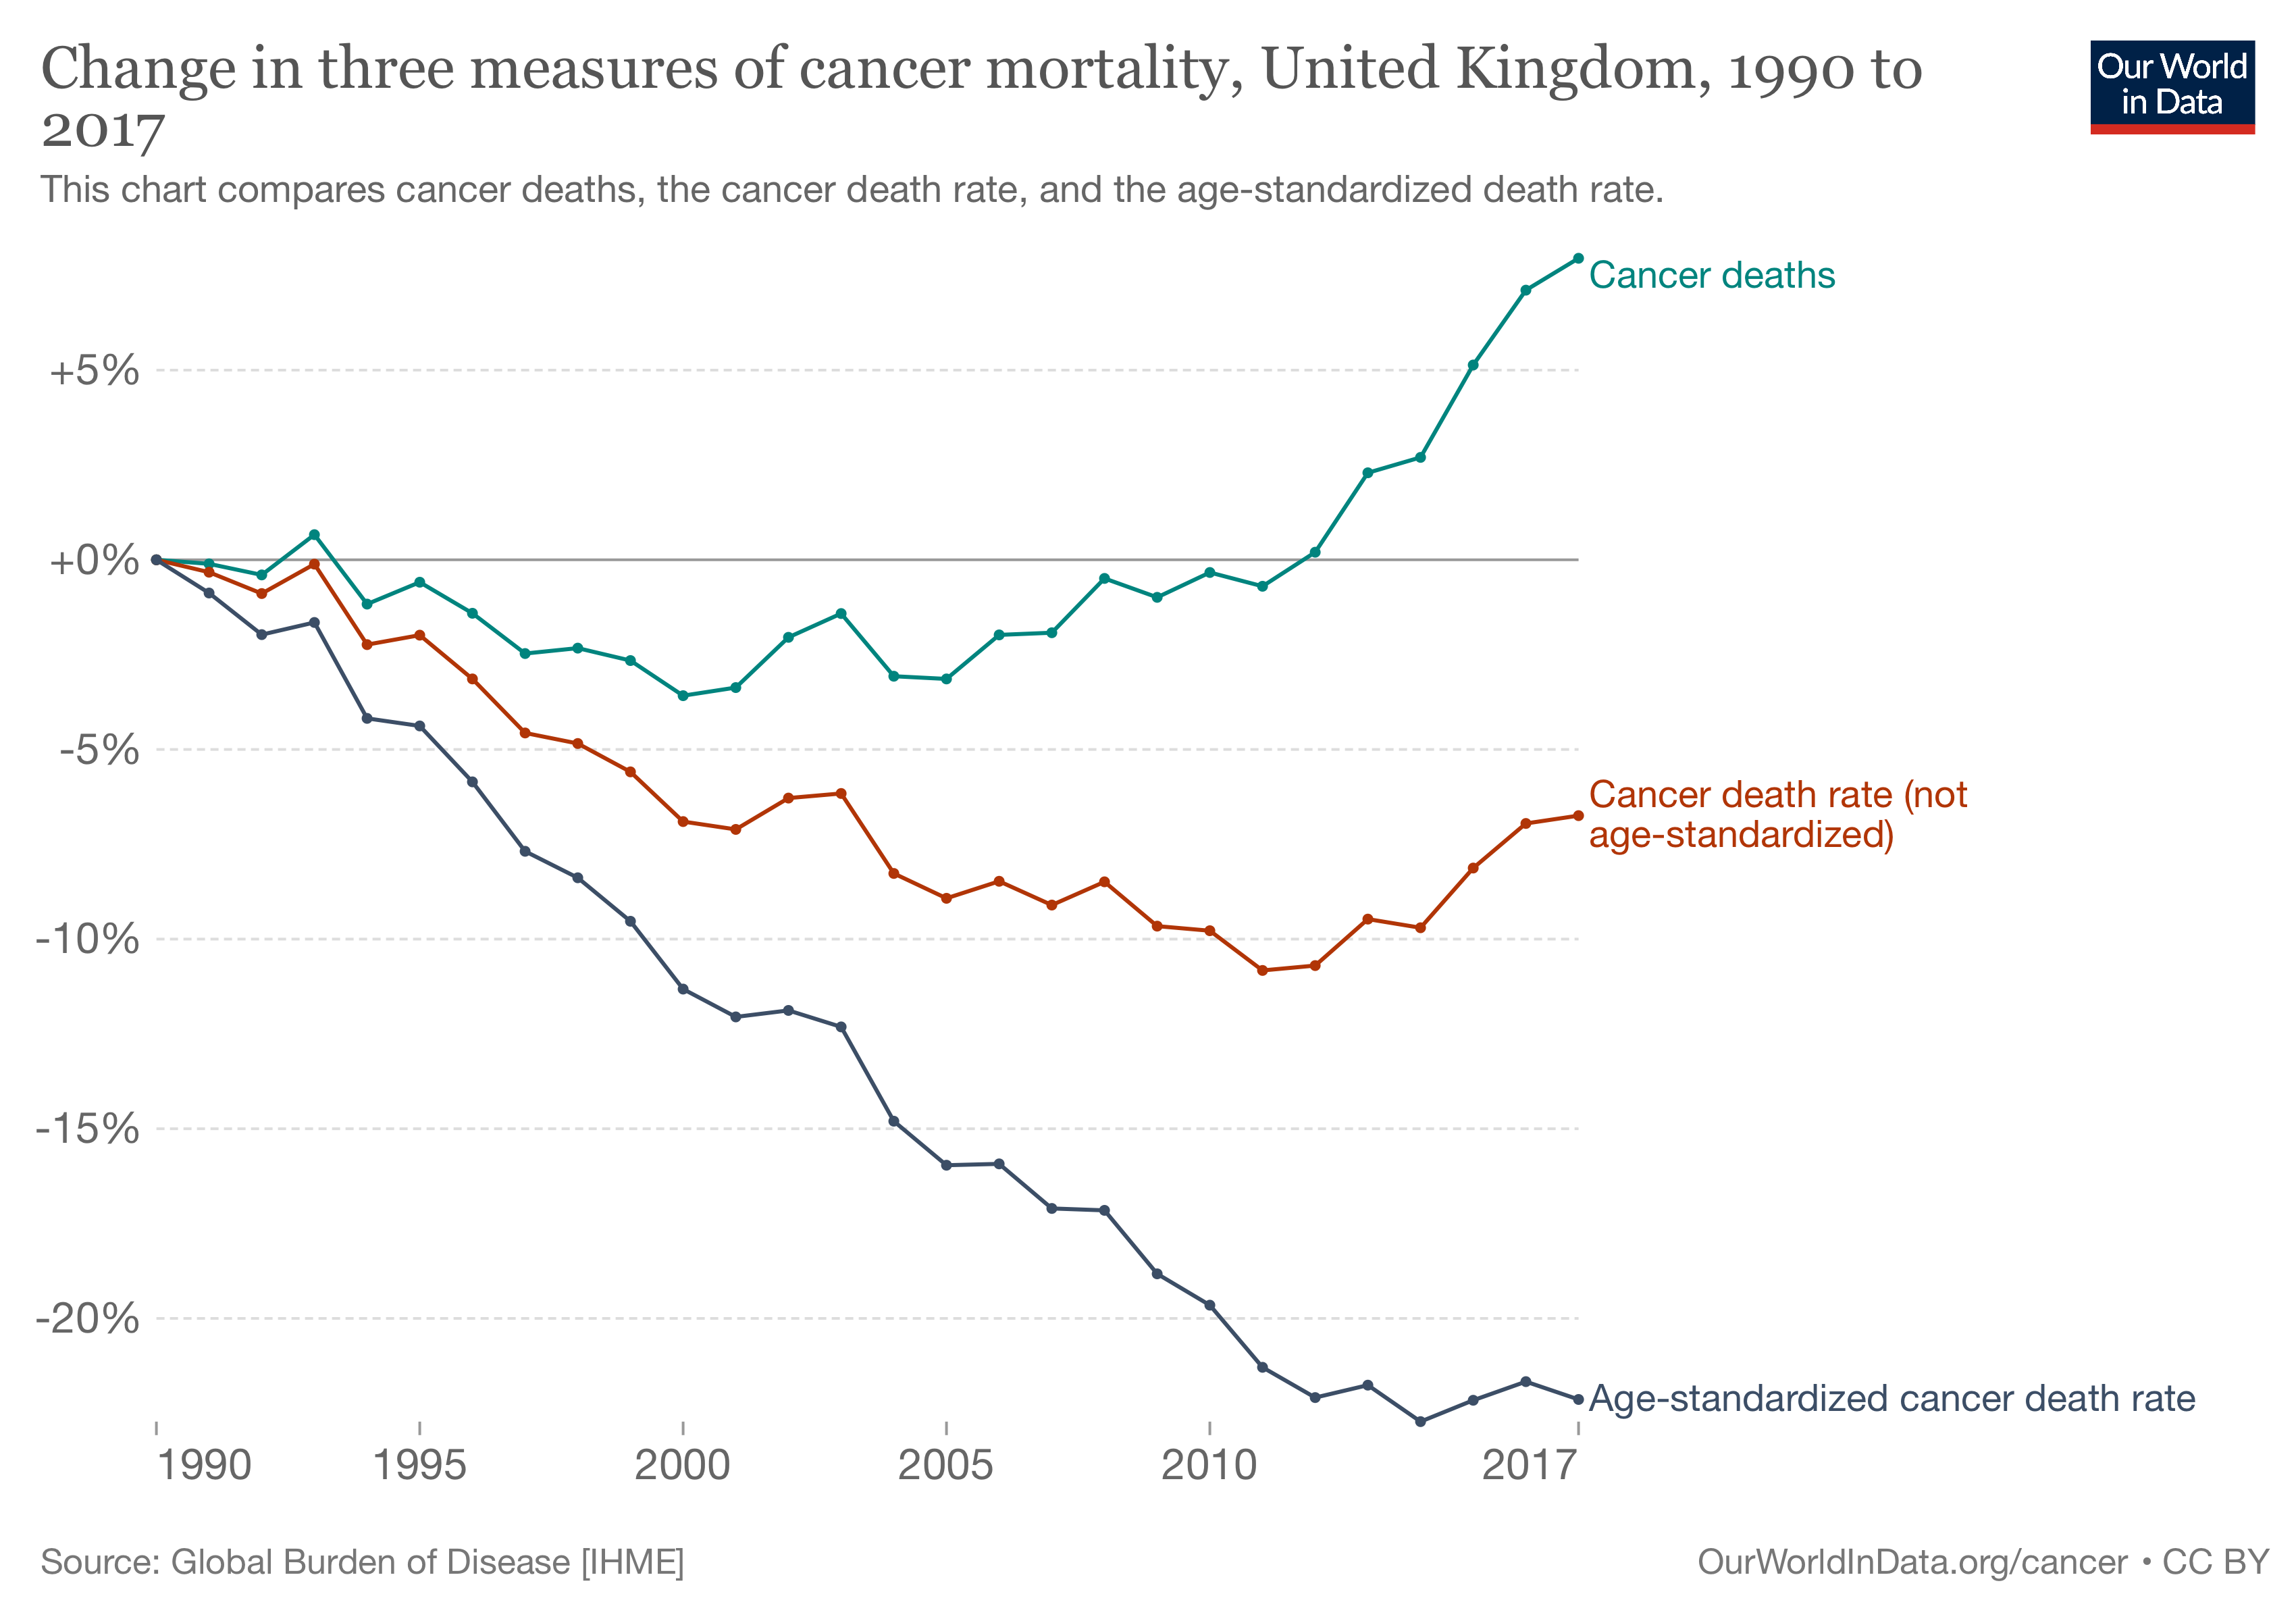 Change in three measures of cancer mortality, United Kingdom, 1990 to
2017
Our World
in Data
This chart compares cancer deaths, the cancer death rate, and the age-standardized death rate.
Cancer deaths
+5%
+0%
-5%
Cancer death rate (not
age-standardized)
-10%
-15%
-20%
Age-standardized cancer death rate
1990 1995 2000 2005 2010 2017
Source: Global Burden of Disease [IHME]
OurWorldInData.org/cancer • CC BY